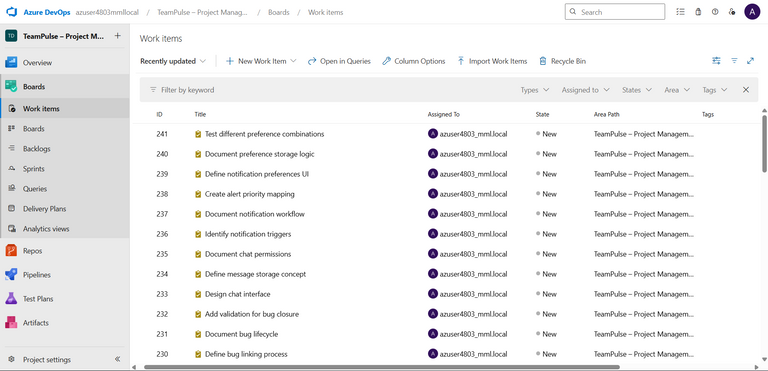 Azure DevOps azuser4803mmllocal / TeamPulse – Project Manag... / Boards / Work items Search A
TD TeamPulse – Project M...
Overview
Boards
Work items
Boards
Backlogs
Sprints
Queries
Delivery Plans
Analytics views
Repos
Pipelines
Test Plans
Artifacts
Project settings
Work items
Recently updated New Work Item Open in Queries Column Options Import Work Items Recycle Bin
Filter by keyword Types Assigned to States Area Tags
ID Title Assigned To State Area Path Tags
241 Test different preference combinations A azuser4803_mml.local New TeamPulse – Project Managem...
240 Document preference storage logic A azuser4803_mml.local New TeamPulse – Project Managem...
239 Define notification preferences UI A azuser4803_mml.local New TeamPulse – Project Managem...
238 Create alert priority mapping A azuser4803_mml.local New TeamPulse – Project Managem...
237 Document notification workflow A azuser4803_mml.local New TeamPulse – Project Managem...
236 Identify notification triggers A azuser4803_mml.local New TeamPulse – Project Managem...
235 Document chat permissions A azuser4803_mml.local New TeamPulse – Project Managem...
234 Define message storage concept A azuser4803_mml.local New TeamPulse – Project Managem...
233 Design chat interface A azuser4803_mml.local New TeamPulse – Project Managem...
232 Add validation for bug closure A azuser4803_mml.local New TeamPulse – Project Managem...
231 Document bug lifecycle A azuser4803_mml.local New TeamPulse – Project Managem...
230 Define bug linking process A azuser4803_mml.local New TeamPulse – Project Managem...